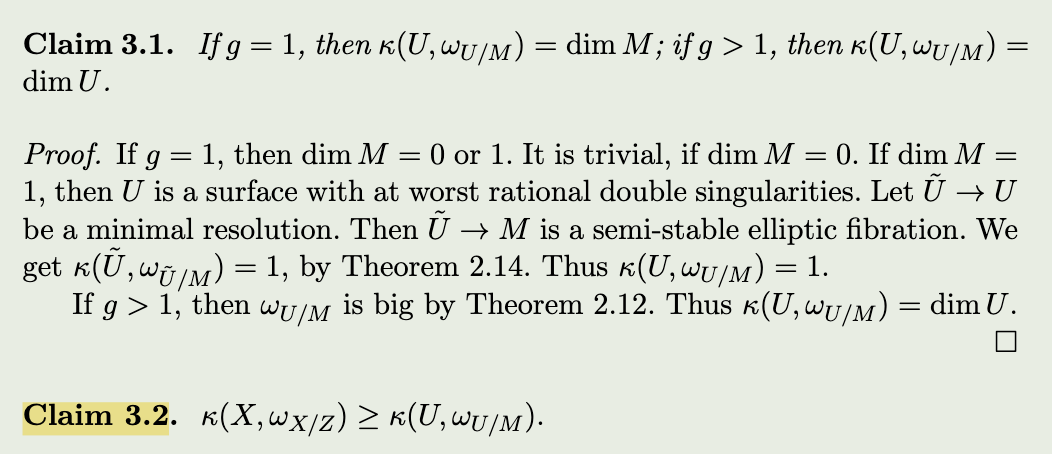 Claim 3.1. If g = 1, then κ(U, ω_{U/M}) = dim M; if g > 1, then κ(U, ω_{U/M}) =
dim U.
Proof. If g = 1, then dim M = 0 or 1. It is trivial, if dim M = 0. If dim M =
1, then U is a surface with at worst rational double singularities. Let Ũ → U
be a minimal resolution. Then Ũ → M is a semi-stable elliptic fibration. We
get κ(Ũ, ω_{Ũ/M}) = 1, by Theorem 2.14. Thus κ(U, ω_{U/M}) = 1.
If g > 1, then ω_{U/M} is big by Theorem 2.12. Thus κ(U, ω_{U/M}) = dim U.
□
Claim 3.2. κ(X, ω_{X/Z}) ≥ κ(U, ω_{U/M}).